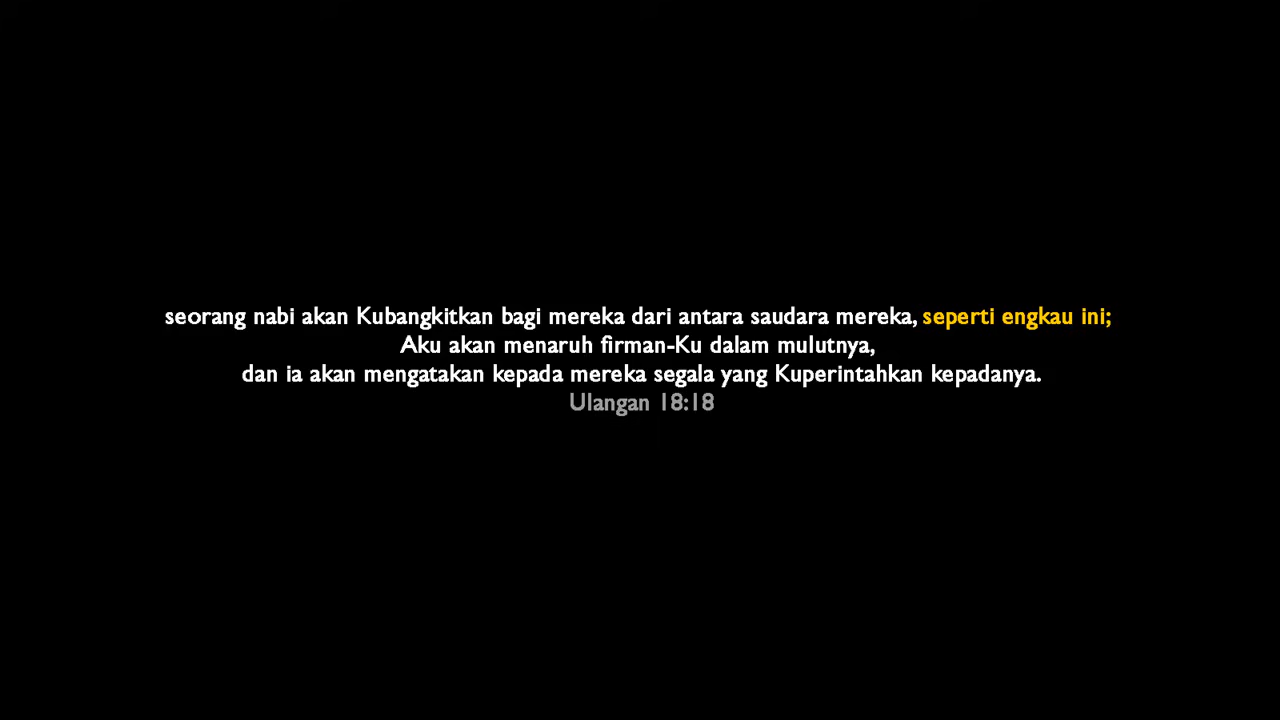 seorang nabi akan Kubangkitkan bagi mereka dari antara saudara mereka, seperti engkau ini;
Aku akan menaruh firman-Ku dalam mulutnya,
dan ia akan mengatakan kepada mereka segala yang Kuperintahkan kepadanya.
Ulangan 18:18